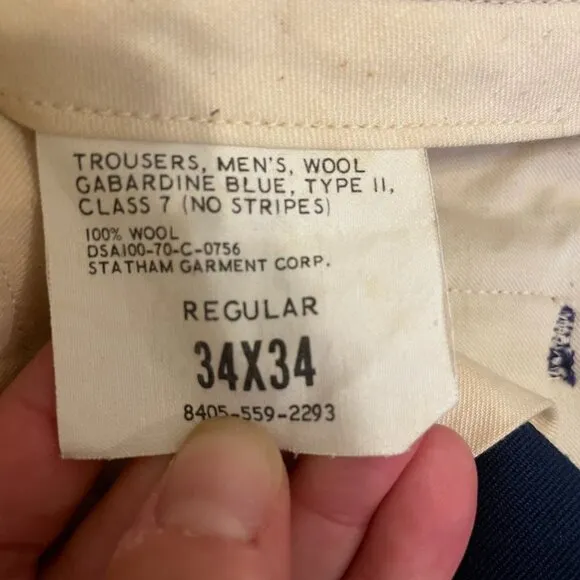 TROUSERS, MEN'S, WOOL
GABARDINE BLUE, TYPE II,
CLASS 7 (NO STRIPES)
100% WOOL
DSA100-70-C-0756
STATHAM GARMENT CORP.
REGULAR
34X34
8405-559-2293